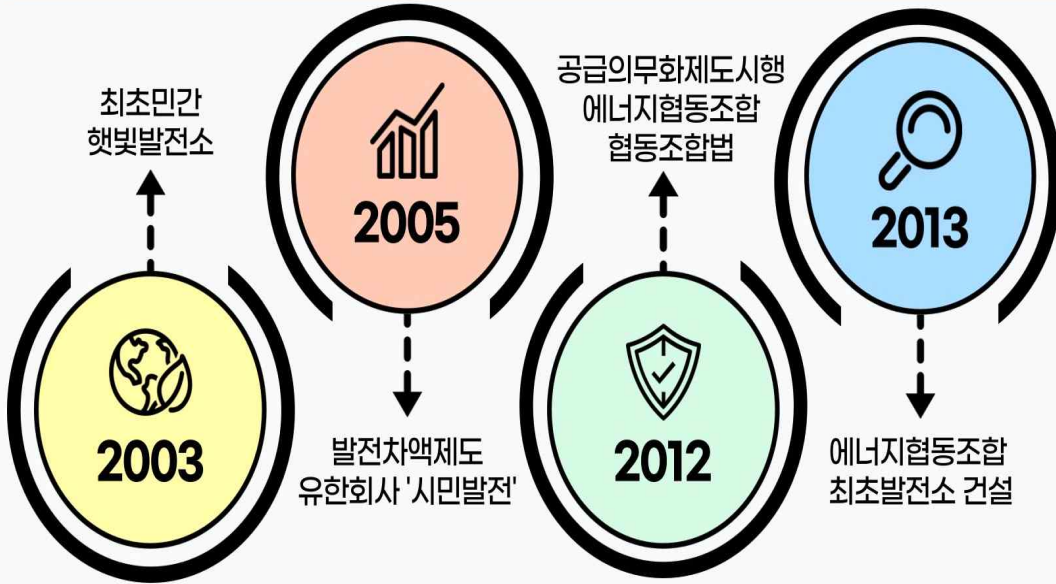 최초민간
햇빛발전소
2003
2005
발전차액제도
유한회사 '시민발전'
공급의무화제도시행
에너지협동조합
협동조합법
2012
2013
에너지협동조합
최초발전소 건설